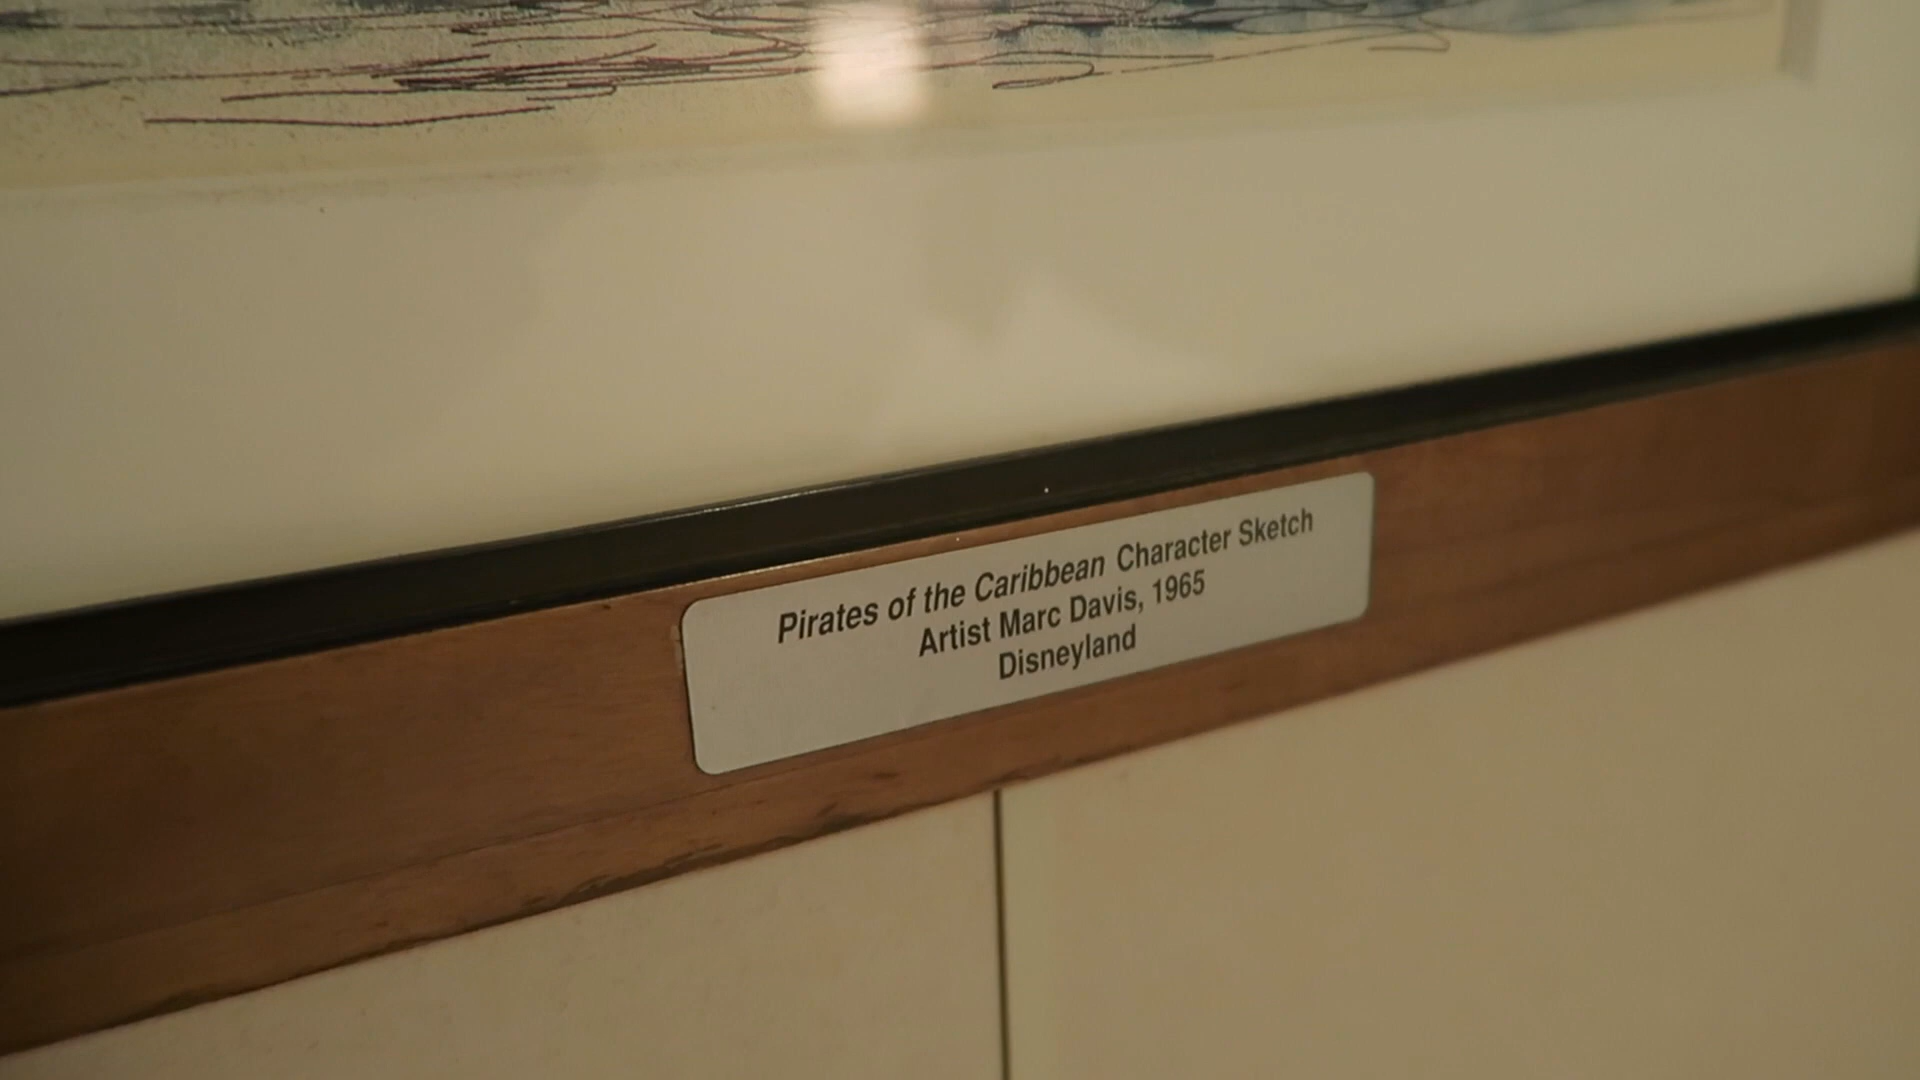 Pirates of the Caribbean Character Sketch
Artist Marc Davis, 1965
Disneyland